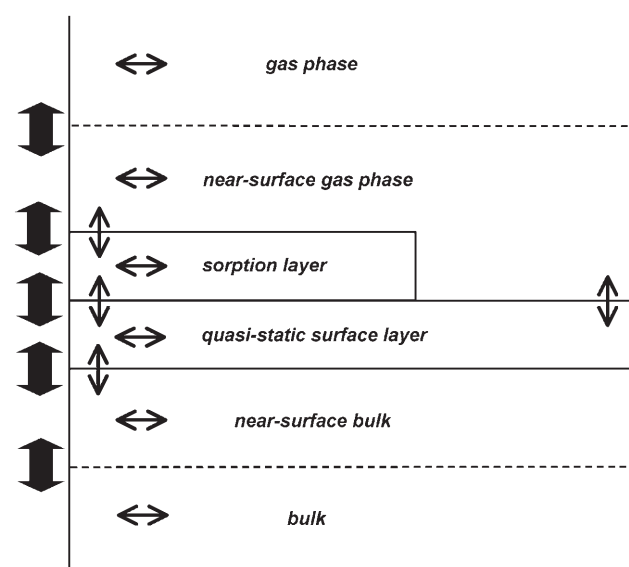 gas phase
near-surface gas phase
sorption layer
quasi-static surface layer
near-surface bulk
bulk